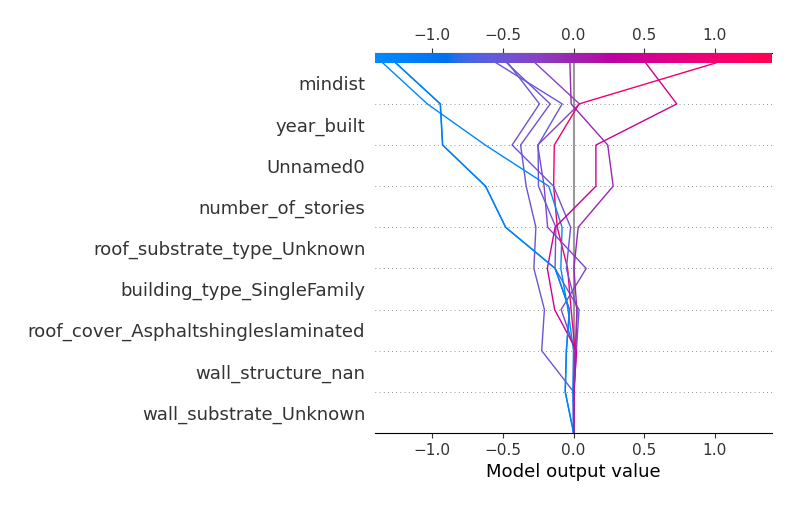 −1.0 −0.5 0.0 0.5 1.0
mindist
year_built
Unnamed0
number_of_stories
roof_substrate_type_Unknown
building_type_SingleFamily
roof_cover_Asphaltshingleslaminated
wall_structure_nan
wall_substrate_Unknown
−1.0 −0.5 0.0 0.5 1.0
Model output value